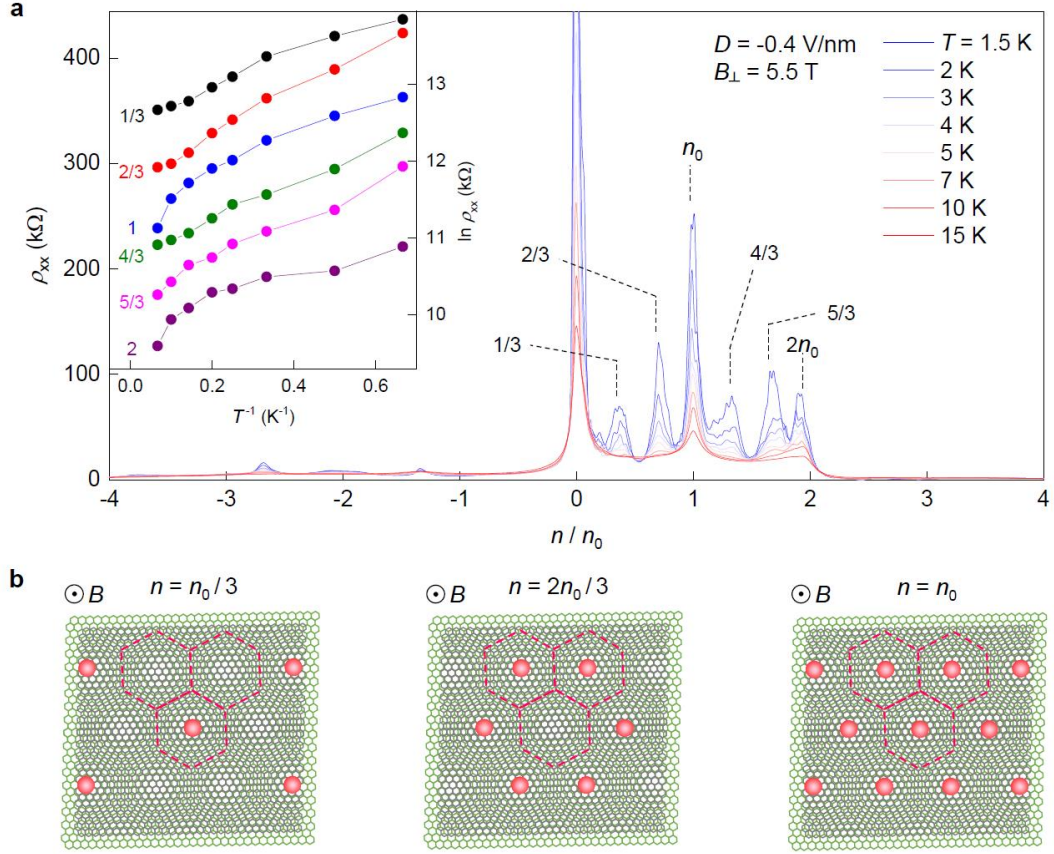 a
D = -0.4 V/nm
B⊥ = 5.5 T
T = 1.5 K
2 K
3 K
4 K
5 K
7 K
10 K
15 K
400
300
200
100
0
ρxx (kΩ)
1/3
2/3
1
4/3
5/3
2
13
12
11
10
ln ρxx (kΩ)
0.0 0.2 0.4 0.6
T⁻¹ (K⁻¹)
n₀
2/3
4/3
1/3
5/3
2n₀
-4 -3 -2 -1 0 1 2 3 4
n / n₀
b
B n = n₀ / 3
B n = 2n₀ / 3
B n = n₀